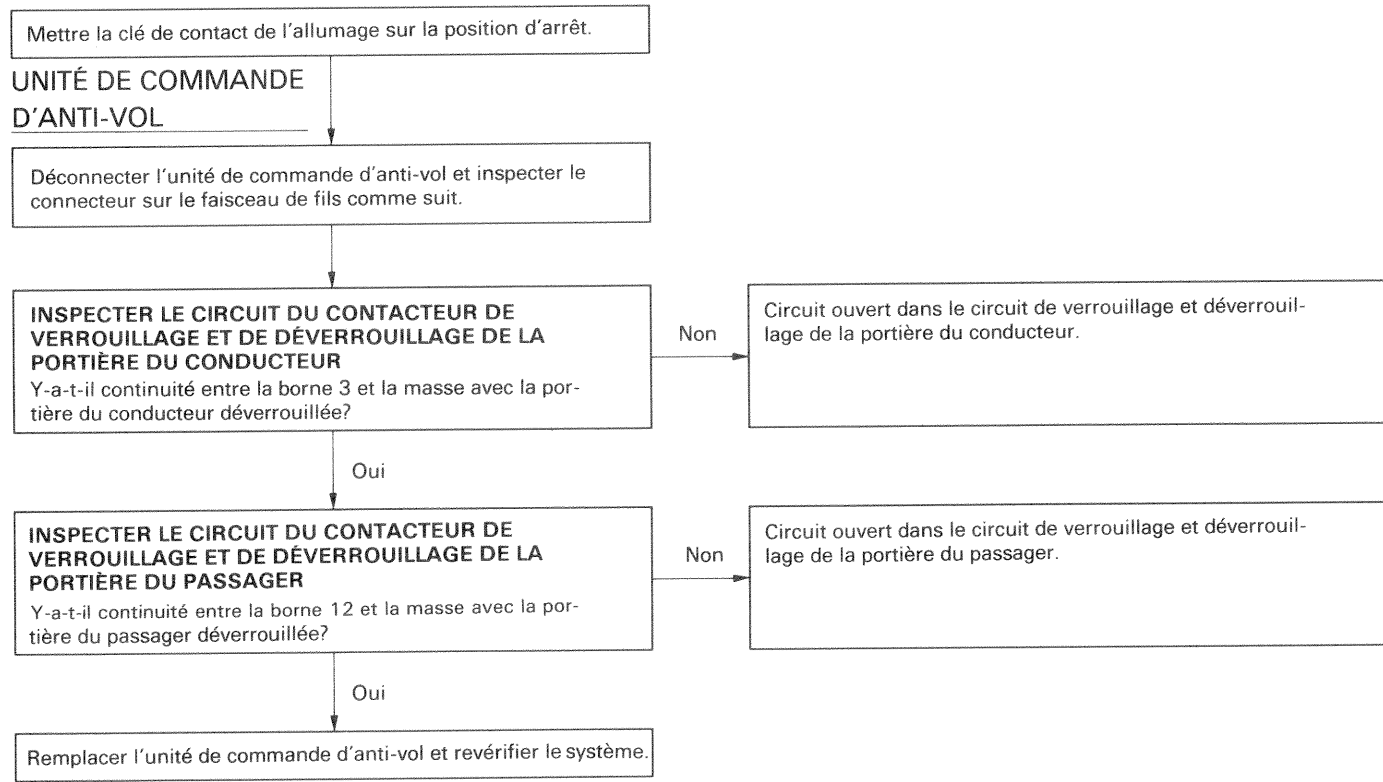 Mettre la clé de contact de l'allumage sur la position d'arrêt.
UNITÉ DE COMMANDE
D'ANTI-VOL
Déconnecter l'unité de commande d'anti-vol et inspecter le
connecteur sur le faisceau de fils comme suit.
INSPECTER LE CIRCUIT DU CONTACTEUR DE
VERROUILLAGE ET DE DÉVERROUILLAGE DE LA
PORTIÈRE DU CONDUCTEUR
Y-a-t-il continuité entre la borne 3 et la masse avec la por-
tière du conducteur déverrouillée?
Non
Circuit ouvert dans le circuit de verrouillage et déverrouil-
lage de la portière du conducteur.
Oui
INSPECTER LE CIRCUIT DU CONTACTEUR DE
VERROUILLAGE ET DE DÉVERROUILLAGE DE LA
PORTIÈRE DU PASSAGER
Y-a-t-il continuité entre la borne 12 et la masse avec la por-
tière du passager déverrouillée?
Non
Circuit ouvert dans le circuit de verrouillage et déverrouil-
lage de la portière du passager.
Oui
Remplacer l'unité de commande d'anti-vol et revérifier le système.